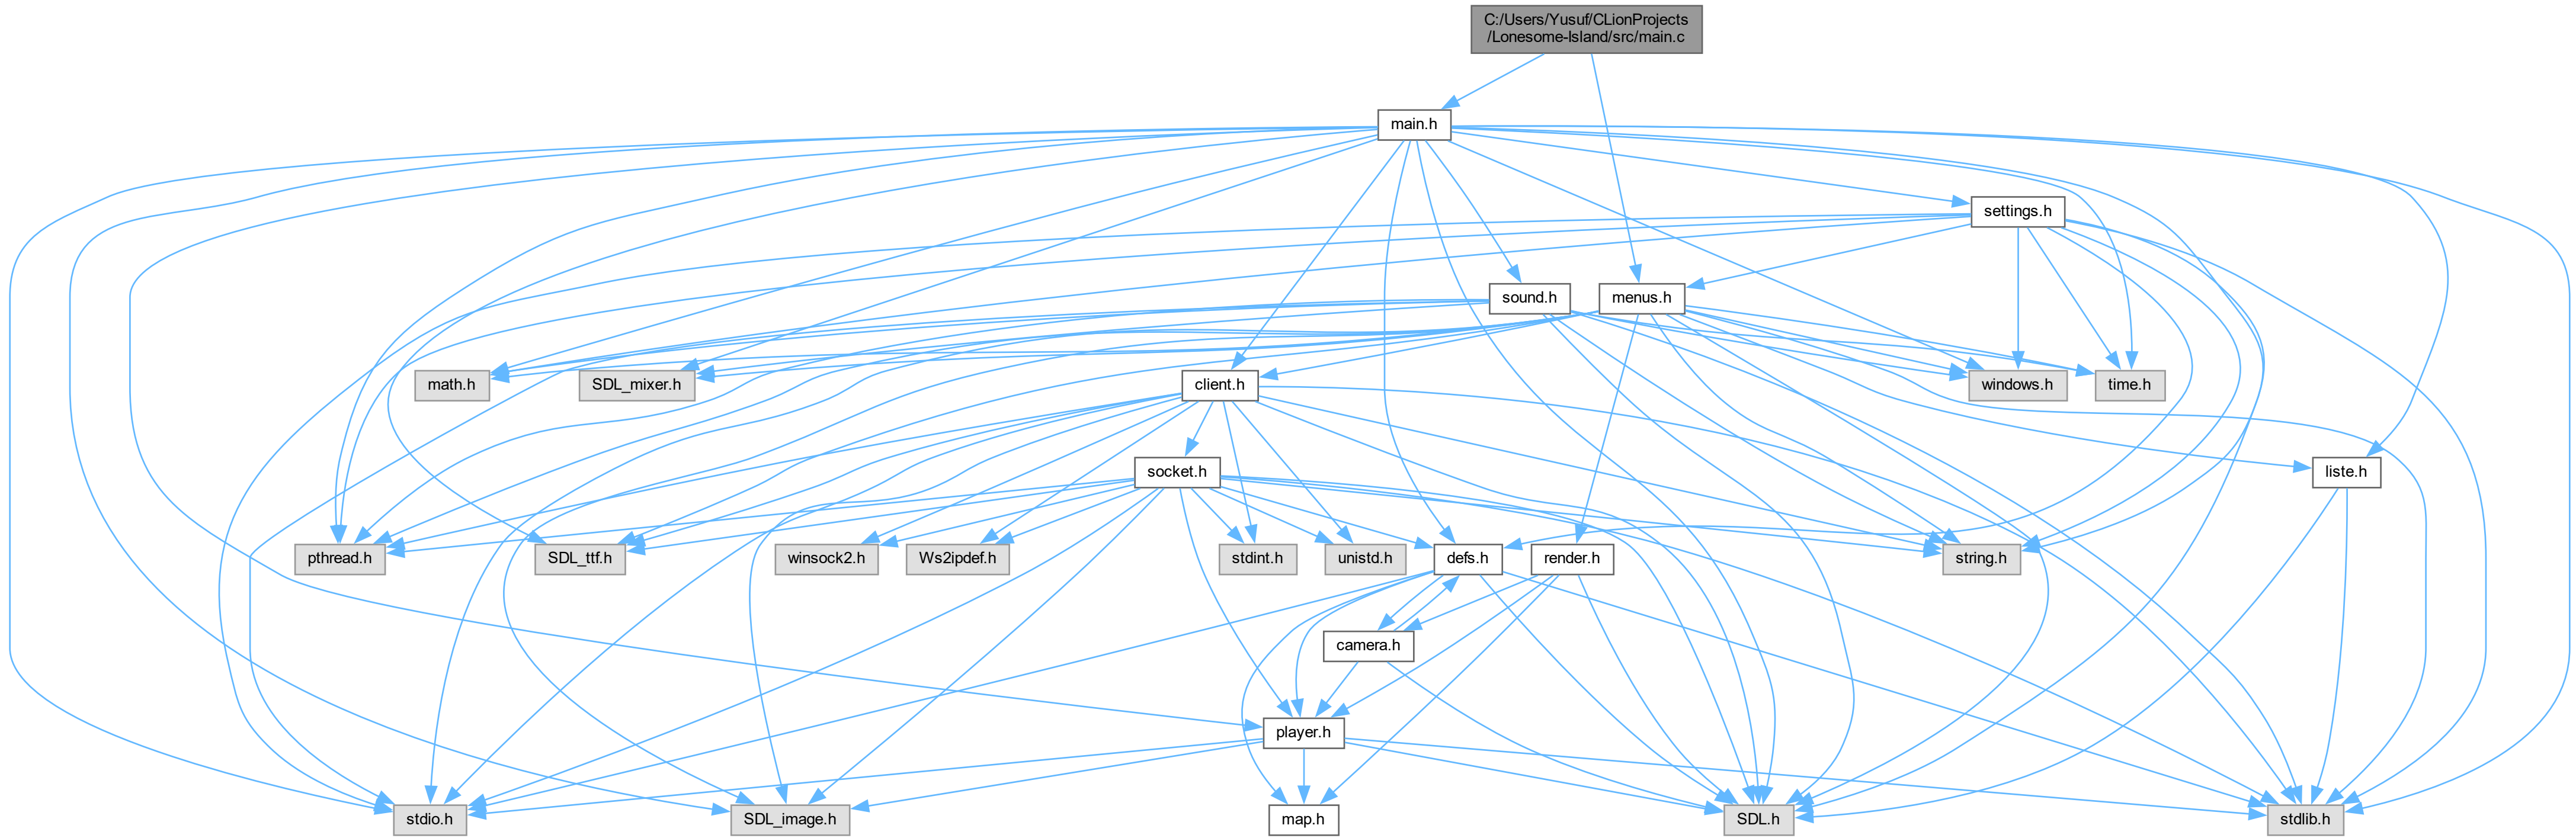 C:/Users/Yusuf/CLionProjects
/Lonesome-Island/src/main.c
main.h
settings.h
sound.h
menus.h
math.h
SDL_mixer.h
client.h
windows.h
time.h
socket.h
liste.h
pthread.h
SDL_ttf.h
winsock2.h
Ws2ipdef.h
stdint.h
unistd.h
defs.h
render.h
string.h
camera.h
player.h
stdio.h
SDL_image.h
map.h
SDL.h
stdlib.h